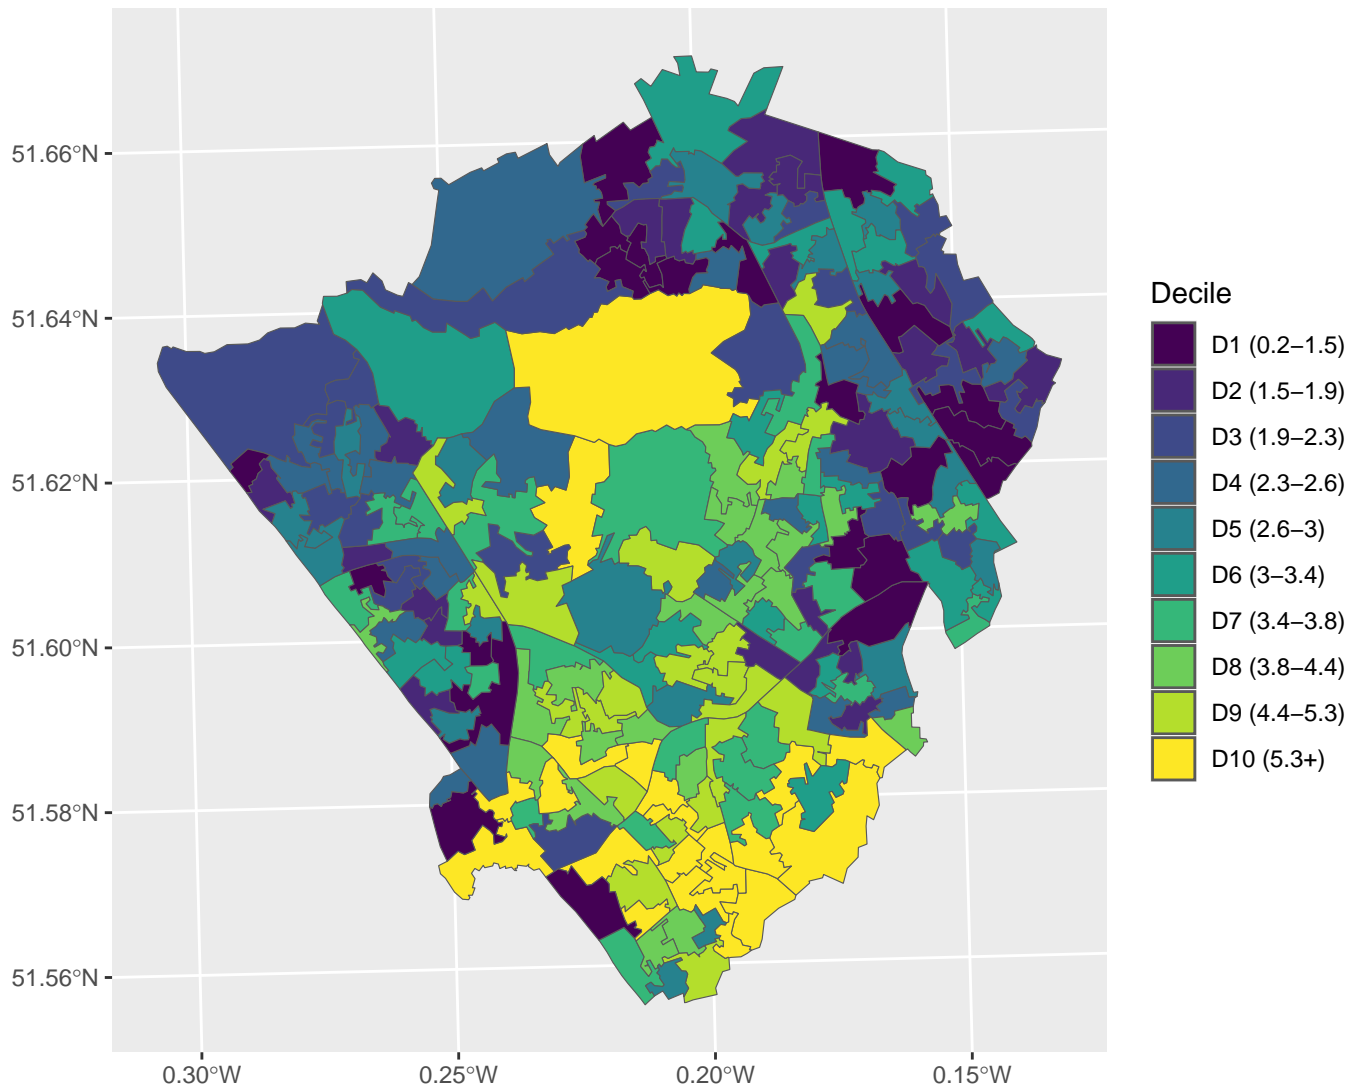 51.66°N
51.64°N
51.62°N
51.60°N
51.58°N
51.56°N
0.30°W
0.25°W
0.20°W
0.15°W
Decile
D1 (0.2–1.5)
D2 (1.5–1.9)
D3 (1.9–2.3)
D4 (2.3–2.6)
D5 (2.6–3)
D6 (3–3.4)
D7 (3.4–3.8)
D8 (3.8–4.4)
D9 (4.4–5.3)
D10 (5.3+)